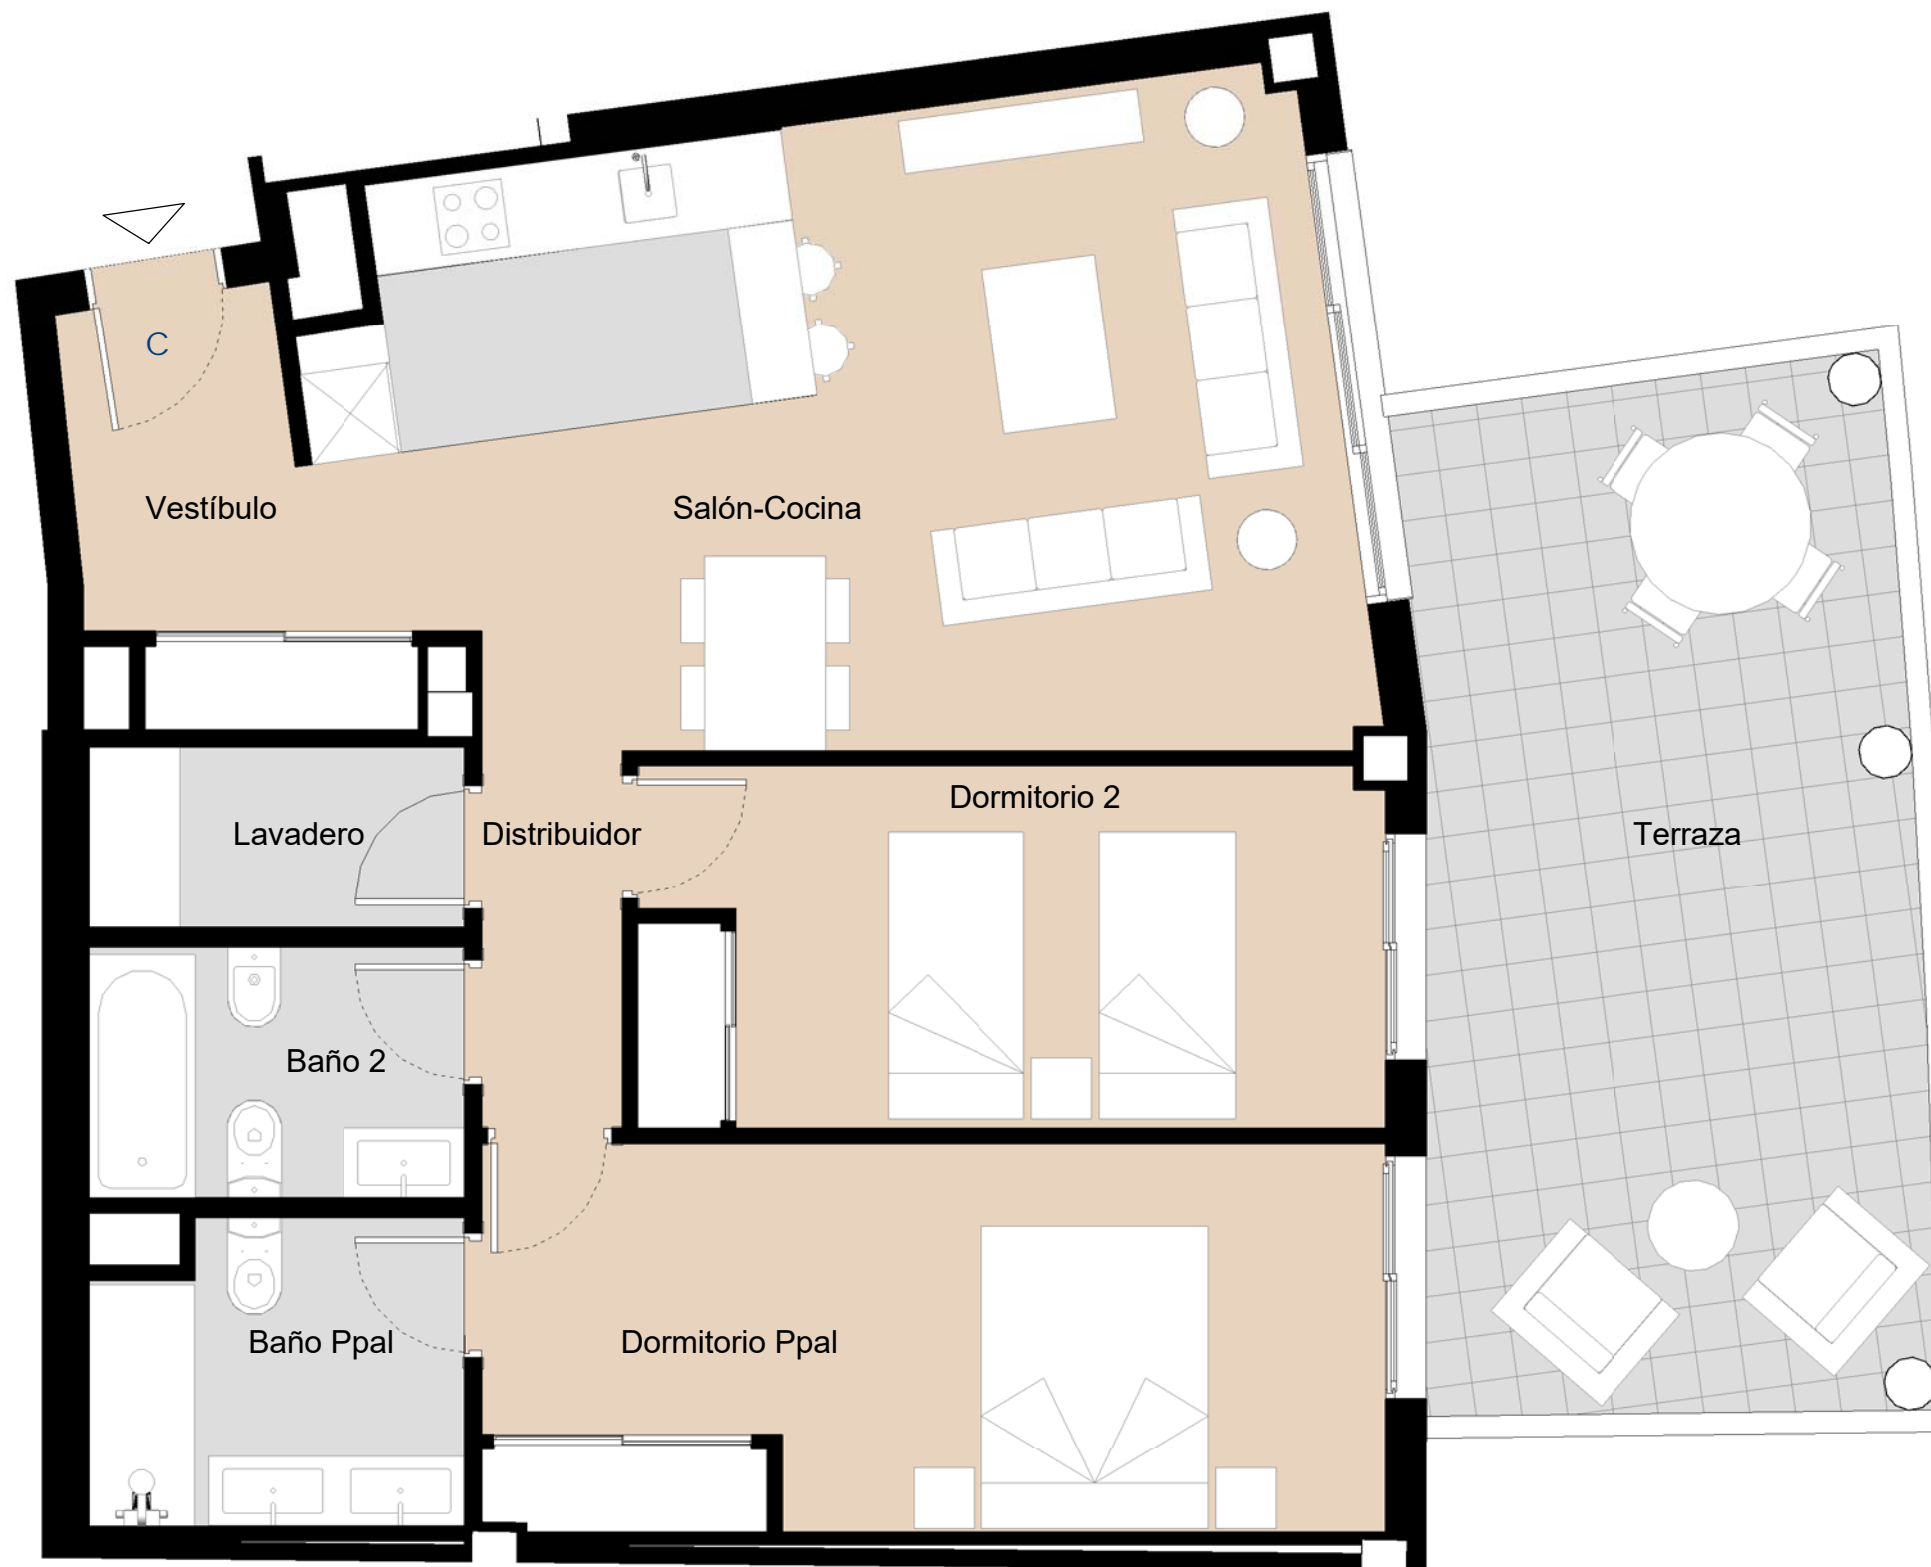 C
Vestíbulo
Salón-Cocina
Dormitorio 2
Lavadero
Distribuidor
Terraza
Baño 2
Baño Ppal
Dormitorio Ppal